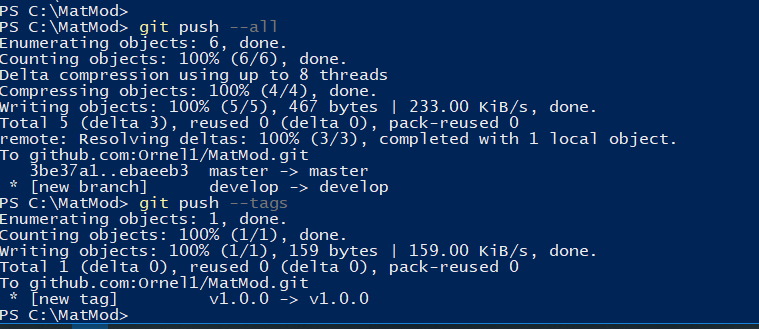 PS C:\MatMod>
PS C:\MatMod> git push --all
Enumerating objects: 6, done.
Counting objects: 100% (6/6), done.
Delta compression using up to 8 threads
Compressing objects: 100% (4/4), done.
Writing objects: 100% (5/5), 467 bytes | 233.00 KiB/s, done.
Total 5 (delta 3), reused 0 (delta 0), pack-reused 0
remote: Resolving deltas: 100% (3/3), completed with 1 local object.
To github.com:Ornel1/MatMod.git
   3be37a1..ebaeeb3  master -> master
 * [new branch]      develop -> develop
PS C:\MatMod> git push --tags
Enumerating objects: 1, done.
Counting objects: 100% (1/1), done.
Writing objects: 100% (1/1), 159 bytes | 159.00 KiB/s, done.
Total 1 (delta 0), reused 0 (delta 0), pack-reused 0
To github.com:Ornel1/MatMod.git
 * [new tag]         v1.0.0 -> v1.0.0
PS C:\MatMod>